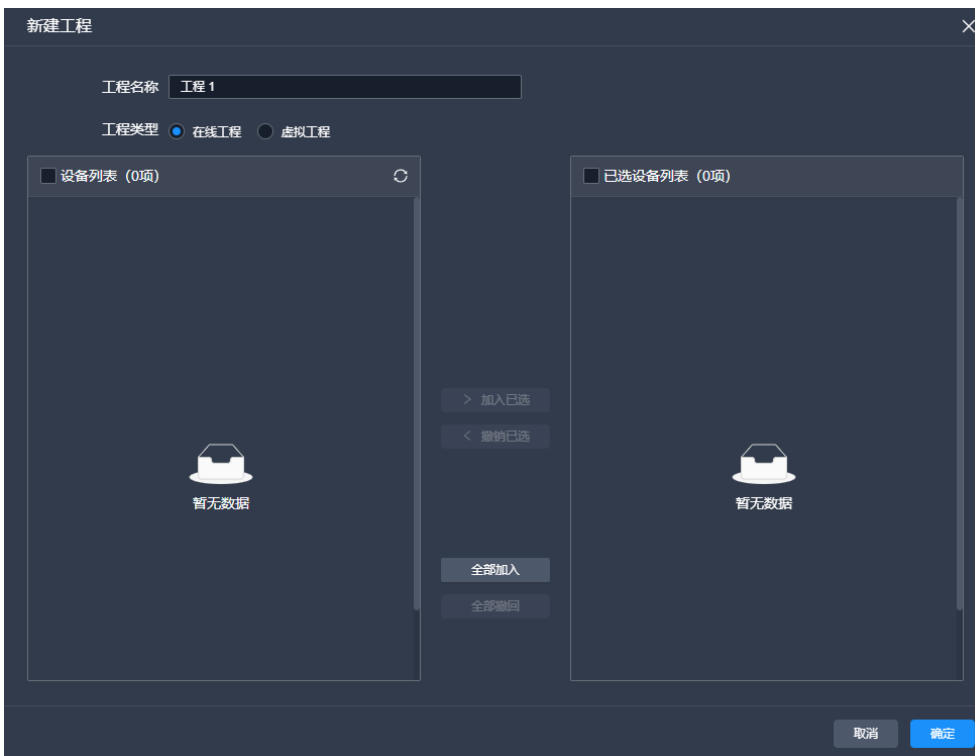 新建工程
工程名称 工程 1
工程类型 在线工程 虚拟工程
设备列表（0项）
已选设备列表（0项）
> 加入已选
< 撤销已选
暂无数据
暂无数据
全部加入
全部撤回
取消 确定